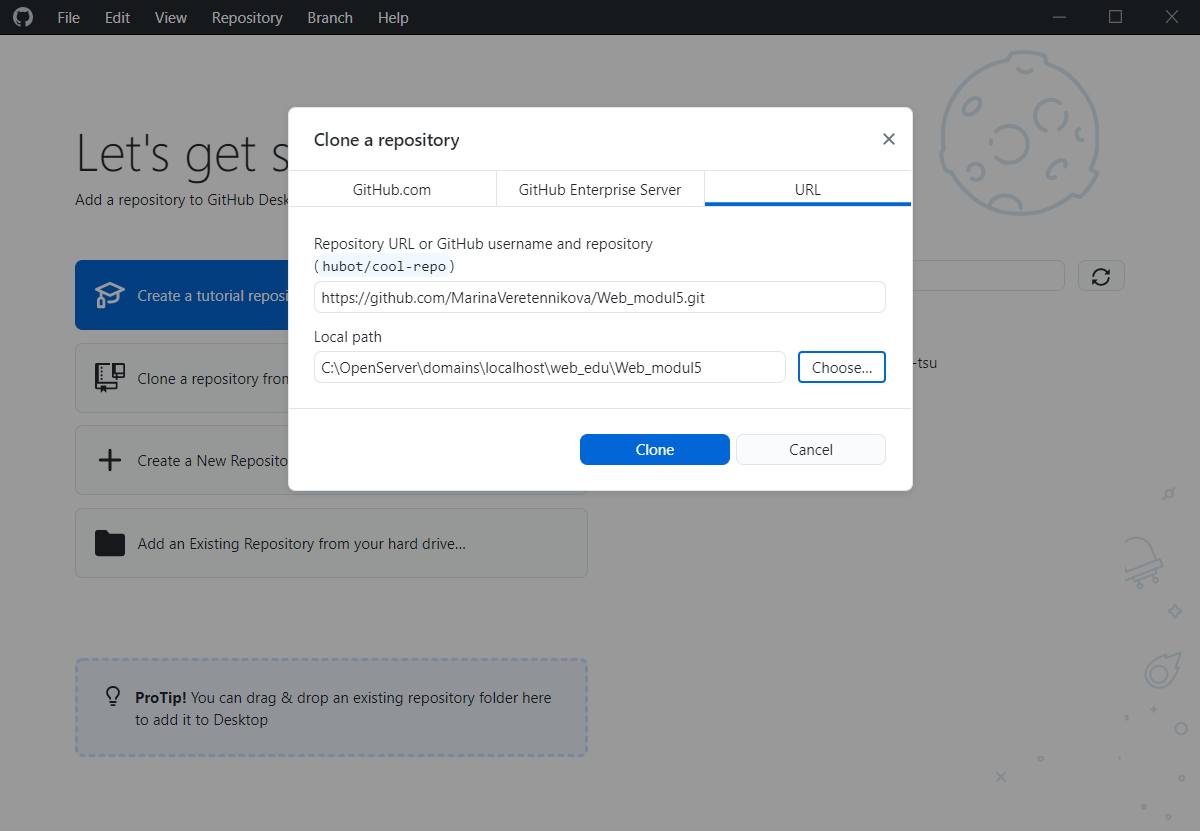 File Edit View Repository Branch Help
Let's get s
Add a repository to GitHub Desk
Create a tutorial reposi
Clone a repository fron
Create a New Reposito
Add an Existing Repository from your hard drive...
-tsu
ProTip! You can drag & drop an existing repository folder here
to add it to Desktop
Clone a repository
GitHub.com GitHub Enterprise Server URL
Repository URL or GitHub username and repository
(hubot/cool-repo)
https://github.com/MarinaVeretennikova/Web_modul5.git
Local path
C:\OpenServer\domains\localhost\web_edu\Web_modul5 Choose...
Clone Cancel